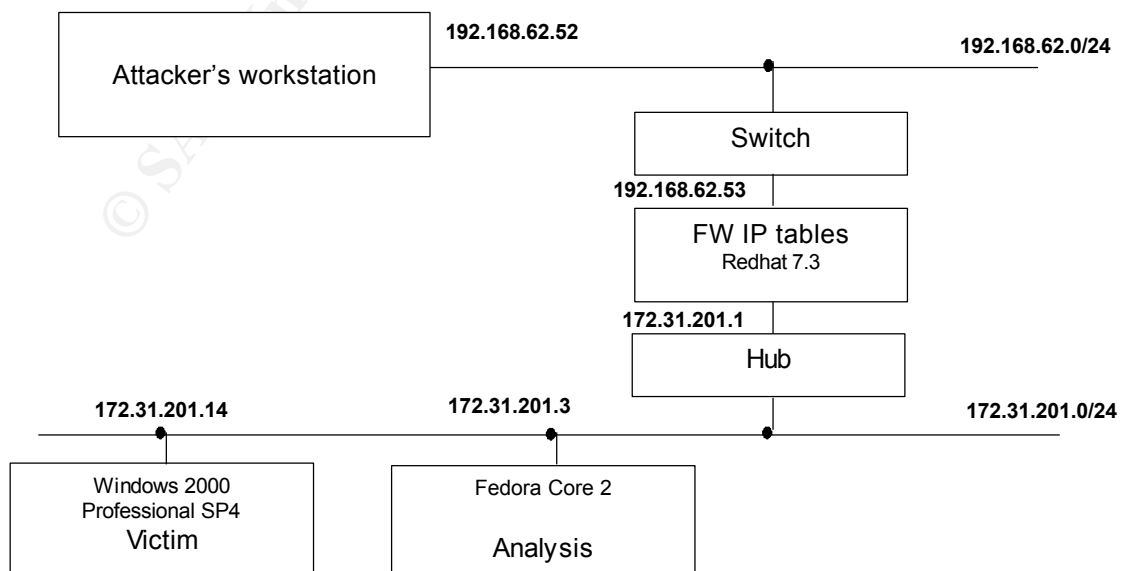 192.168.62.52
192.168.62.0/24
Attacker's workstation
Switch
192.168.62.53
FW IP tables
Redhat 7.3
172.31.201.1
Hub
172.31.201.14
172.31.201.3
172.31.201.0/24
Windows 2000
Professional SP4
Victim
Fedora Core 2
Analysis